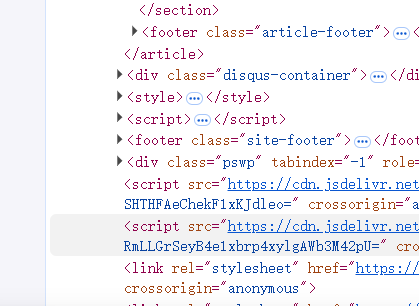 </section>
<footer class="article-footer">
</article>
<div class="disqus-container"></di
<style></style>
<script></script>
<footer class="site-footer"></foot
<div class="pswp" tabindex="-1" role=
<script src="https://cdn.jsdelivr.net
SHTHFAeChekF1xKJdleo=" crossorigin="a
<script src="https://cdn.jsdelivr.net
RmLLGrSeyB4e1xbrp4xylgAWb3M42pU=" cro
<link rel="stylesheet" href="https://
crossorigin="anonymous">